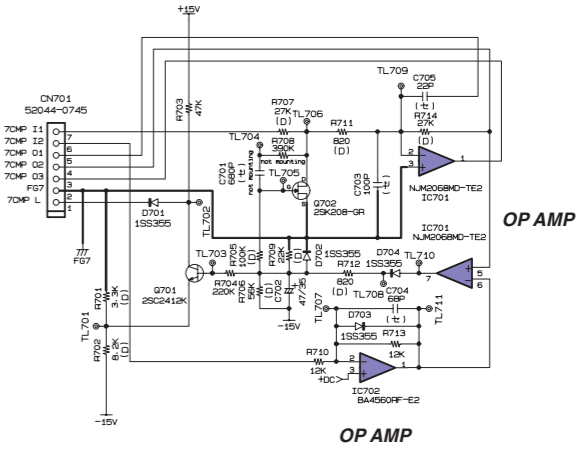 +15V
CN701
52044-0745
7CMP I1
7CMP I2
7CMP O1
7CMP O2
7CMP O3
FG7
7CMP L
7
6
5
4
3
2
1
R703
47K
TL709
C705
22P
(セ)
R714
27K
(D)
R707
27K
(D)
TL706
R711
820
(D)
TL704
R708
390K
not mounting
C701
680P
(セ)
not mounting
TL705
D
G
S
Q702
2SK208-GR
C703
100P
(セ)
2
3
1
NJM2068MD-TE2
IC701
OP AMP
IC701
NJM2068MD-TE2
D701
1SS355
TL702
FG7
Q701
2SC2412K
TL703
R705
100K
(D)
R709
22K
(D)
D702
1SS355
R712
820
(D)
D704
1SS355
TL710
7
5
6
R704
220K
R706
56K
(D)
C702
47/35
-15V
TL708
R701
3.3K
(D)
TL701
R702
8.2K
(D)
-15V
TL707
C704
68P
(セ)
TL711
D703
1SS355
R713
12K
R710
12K
+DC
2
3
1
IC702
BA4560RF-E2
OP AMP